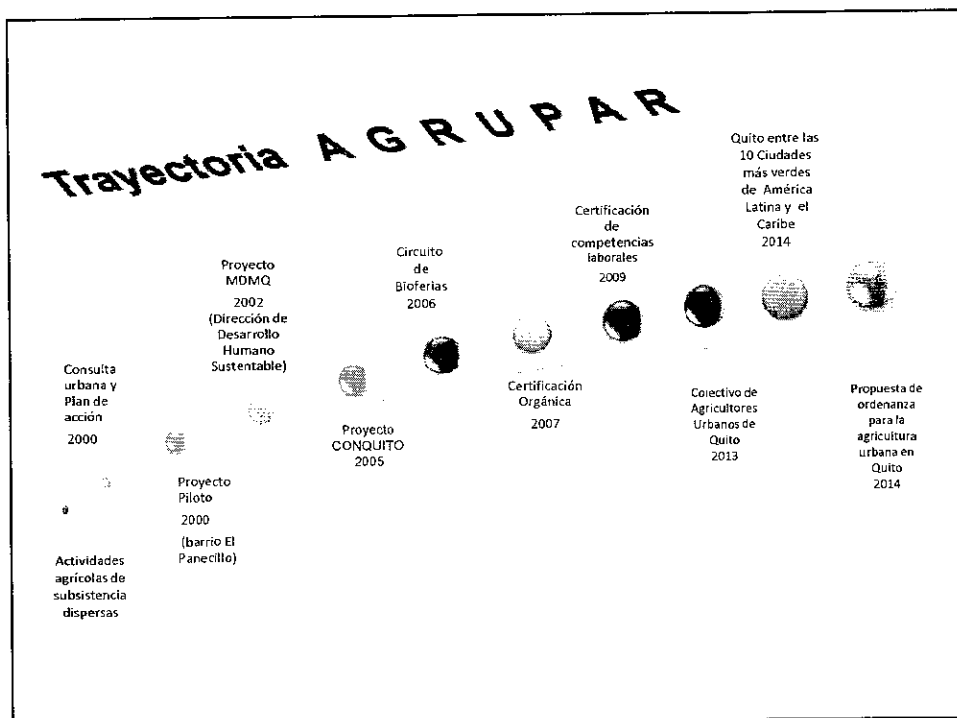 Trayectoria A G R U P A R
Actividades
agrícolas de
subsistencia
dispersas
Consulta
urbana y
Plan de
acción
2000
Proyecto
Piloto
2000
(barrio El
Panecillo)
Proyecto
MDMQ
2002
(Dirección de
Desarrollo
Humano
Sustentable)
Proyecto
CONQUITO
2005
Circuito
de
Bioferias
2006
Certificación
Orgánica
2007
Certificación
de
competencias
laborales
2009
Colectivo de
Agricultores
Urbanos de
Quito
2013
Quito entre las
10 Ciudades
más verdes
de América
Latina y el
Caribe
2014
Propuesta de
ordenanza
para la
agricultura
urbana en
Quito
2014